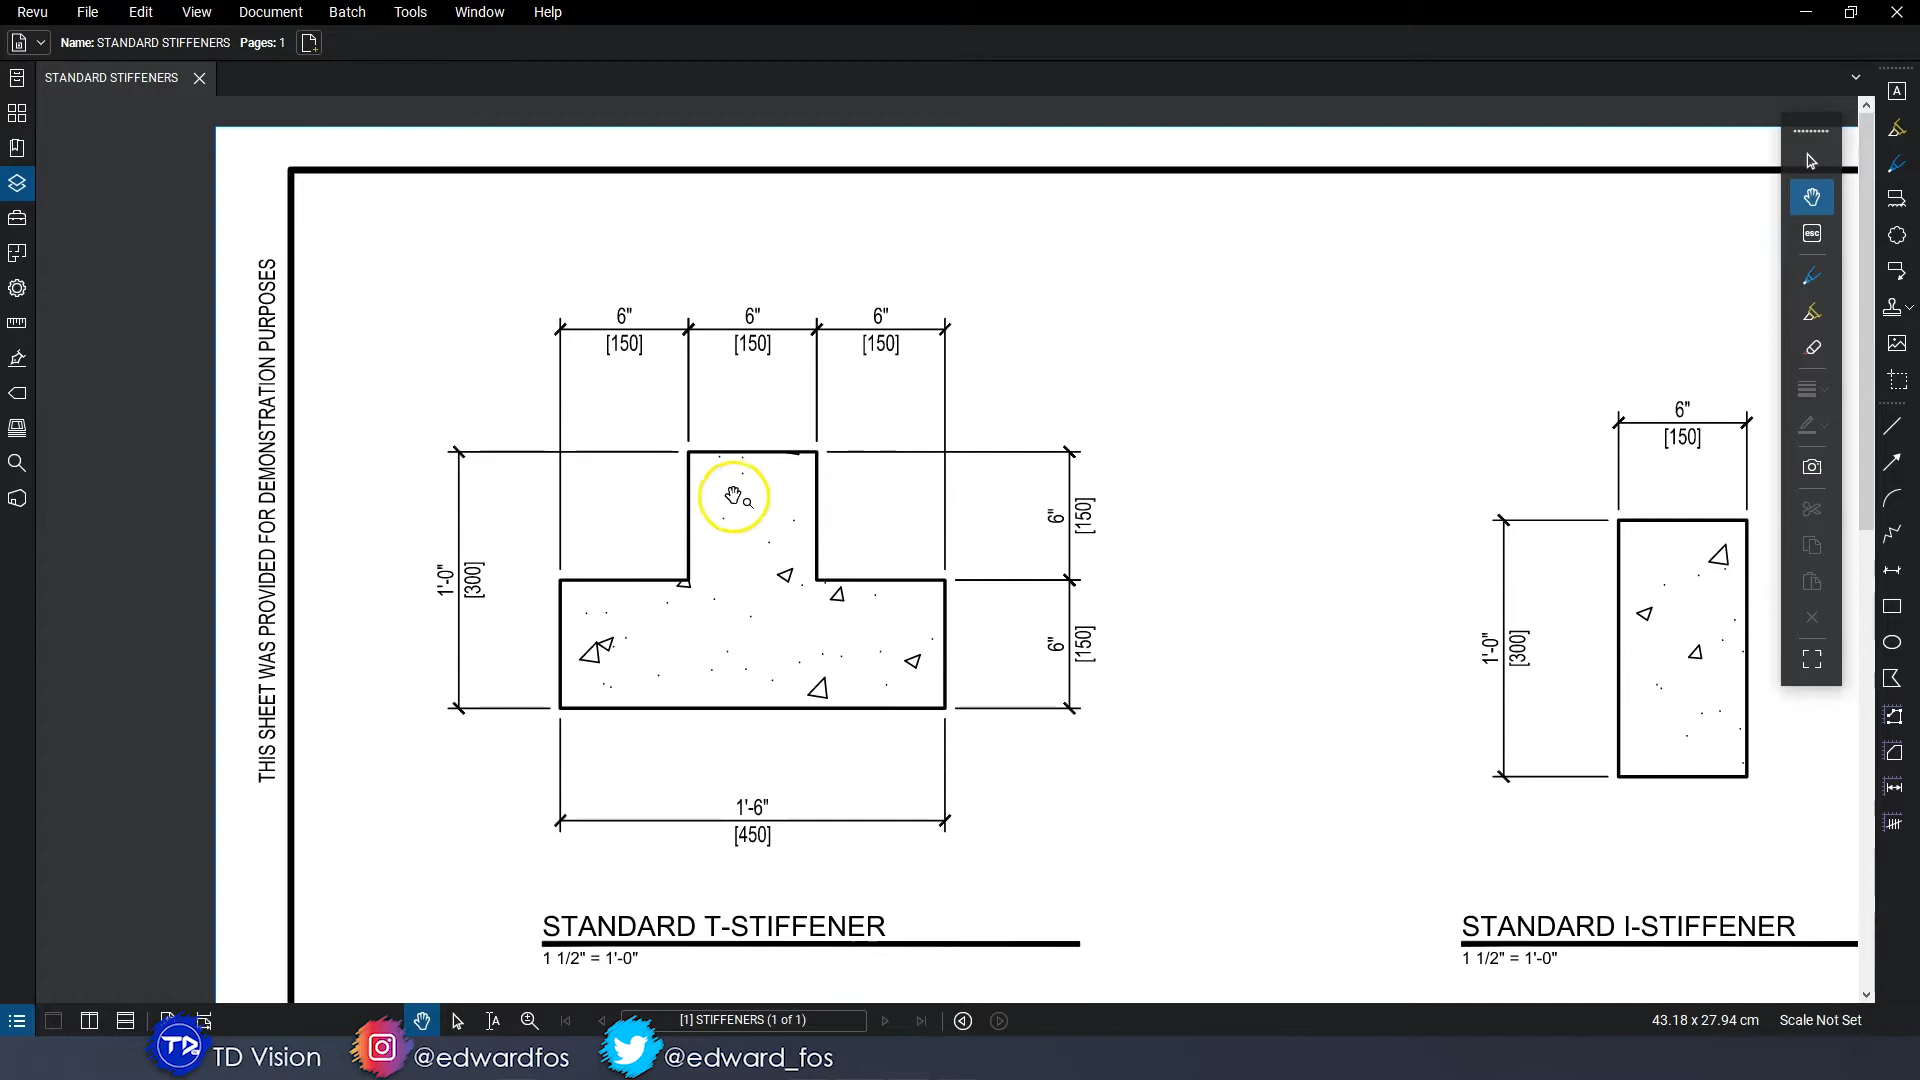 Revu File Edit View Document Batch Tools Window Help
Name: STANDARD STIFFENERS Pages: 1
STANDARD STIFFENERS
THIS SHEET WAS PROVIDED FOR DEMONSTRATION PURPOSES
6" 6" 6"
[150] [150] [150]
1'-0"
[300]
6"
[150]
6"
[150]
1'-6"
[450]
STANDARD T-STIFFENER
1 1/2" = 1'-0"
6"
[150]
1'-0"
[300]
STANDARD I-STIFFENER
1 1/2" = 1'-0"
esc
A
[1] STIFFENERS (1 of 1)
43.18 x 27.94 cm Scale Not Set
TD TD Vision @edwardfos @edward_fos